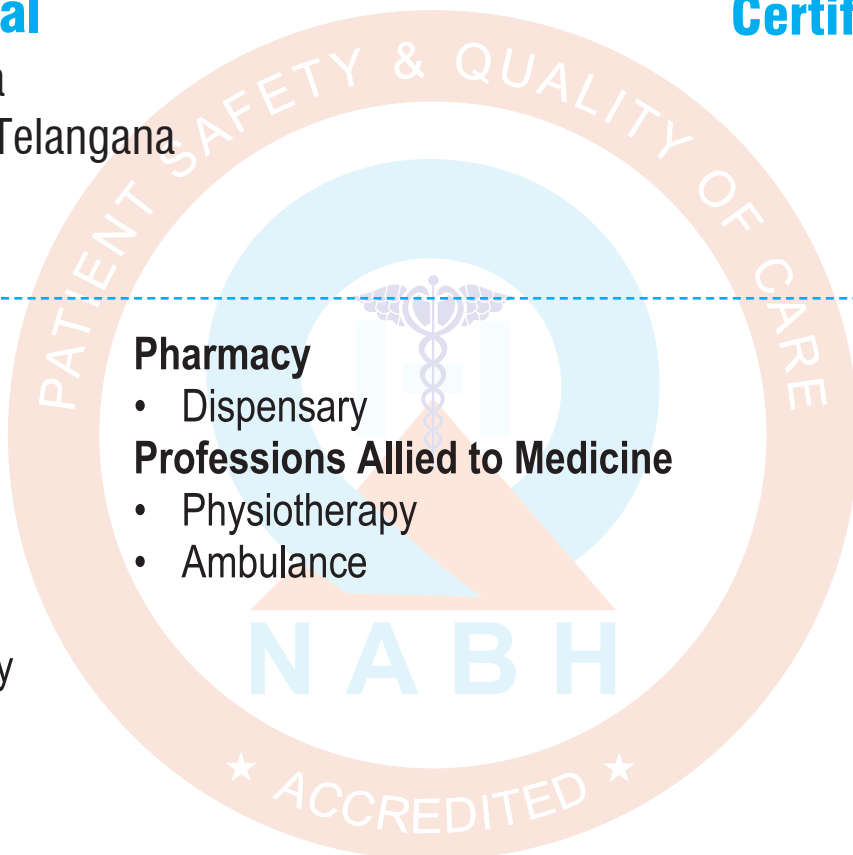 al
Certif
a
Telangana
PATIENT SAFETY & QUALITY OF CARE
Pharmacy
• Dispensary
Professions Allied to Medicine
• Physiotherapy
• Ambulance
y
NABH
★ ACCREDITED ★